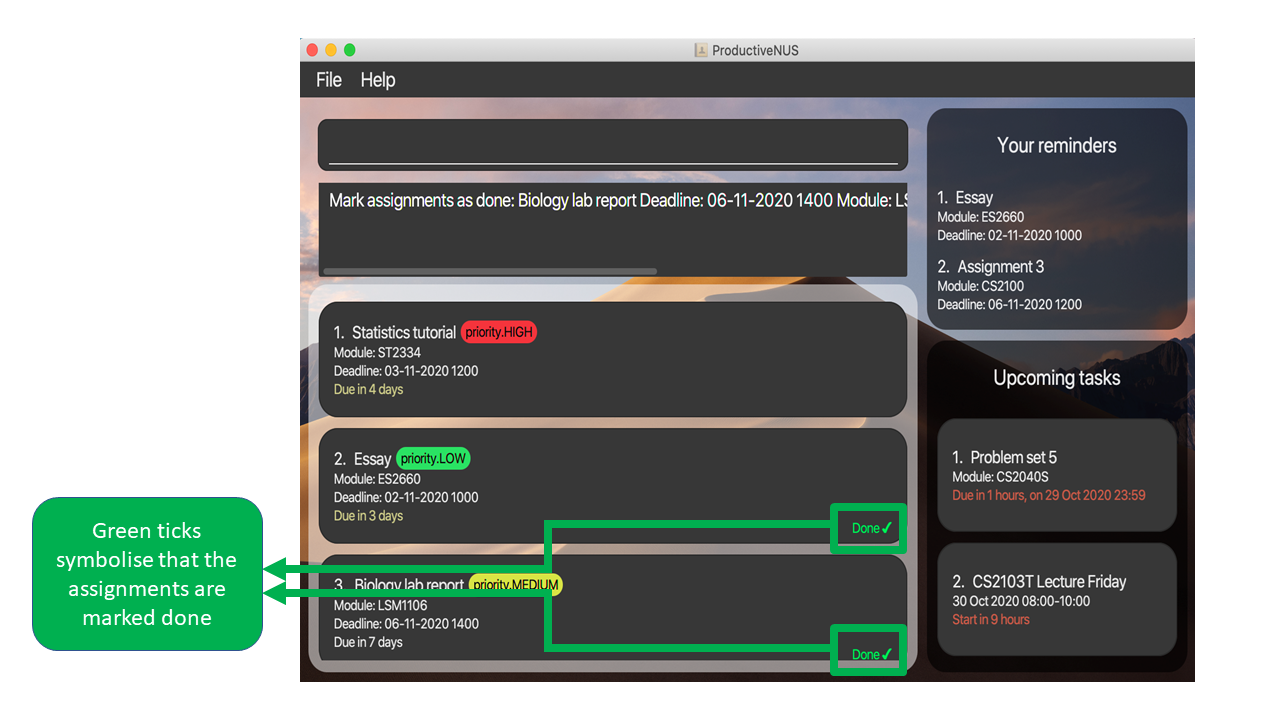 ProductiveNUS
File Help
Mark assignments as done: Biology lab report Deadline: 06-11-2020 1400 Module:
1. Statistics tutorial priority.HIGH
Module: ST2334
Deadline: 03-11-2020 1200
Due in 4 days
2. Essay priority.LOW
Module: ES2660
Deadline: 02-11-2020 1000
Due in 3 days
Done ✓
3. Biology lab report priority.MEDIUM
Module: LSM1106
Deadline: 06-11-2020 1400
Due in 7 days
Done ✓
Your reminders
1. Essay
Module: ES2660
Deadline: 02-11-2020 1000
2. Assignment 3
Module: CS2100
Deadline: 06-11-2020 1200
Upcoming tasks
1. Problem set 5
Module: CS2040S
Due in 1 hours, on 29 Oct 2020 23:59
2. CS2103T Lecture Friday
30 Oct 2020 08:00-10:00
Start in 9 hours
Green ticks
symbolise that the
assignments are
marked done